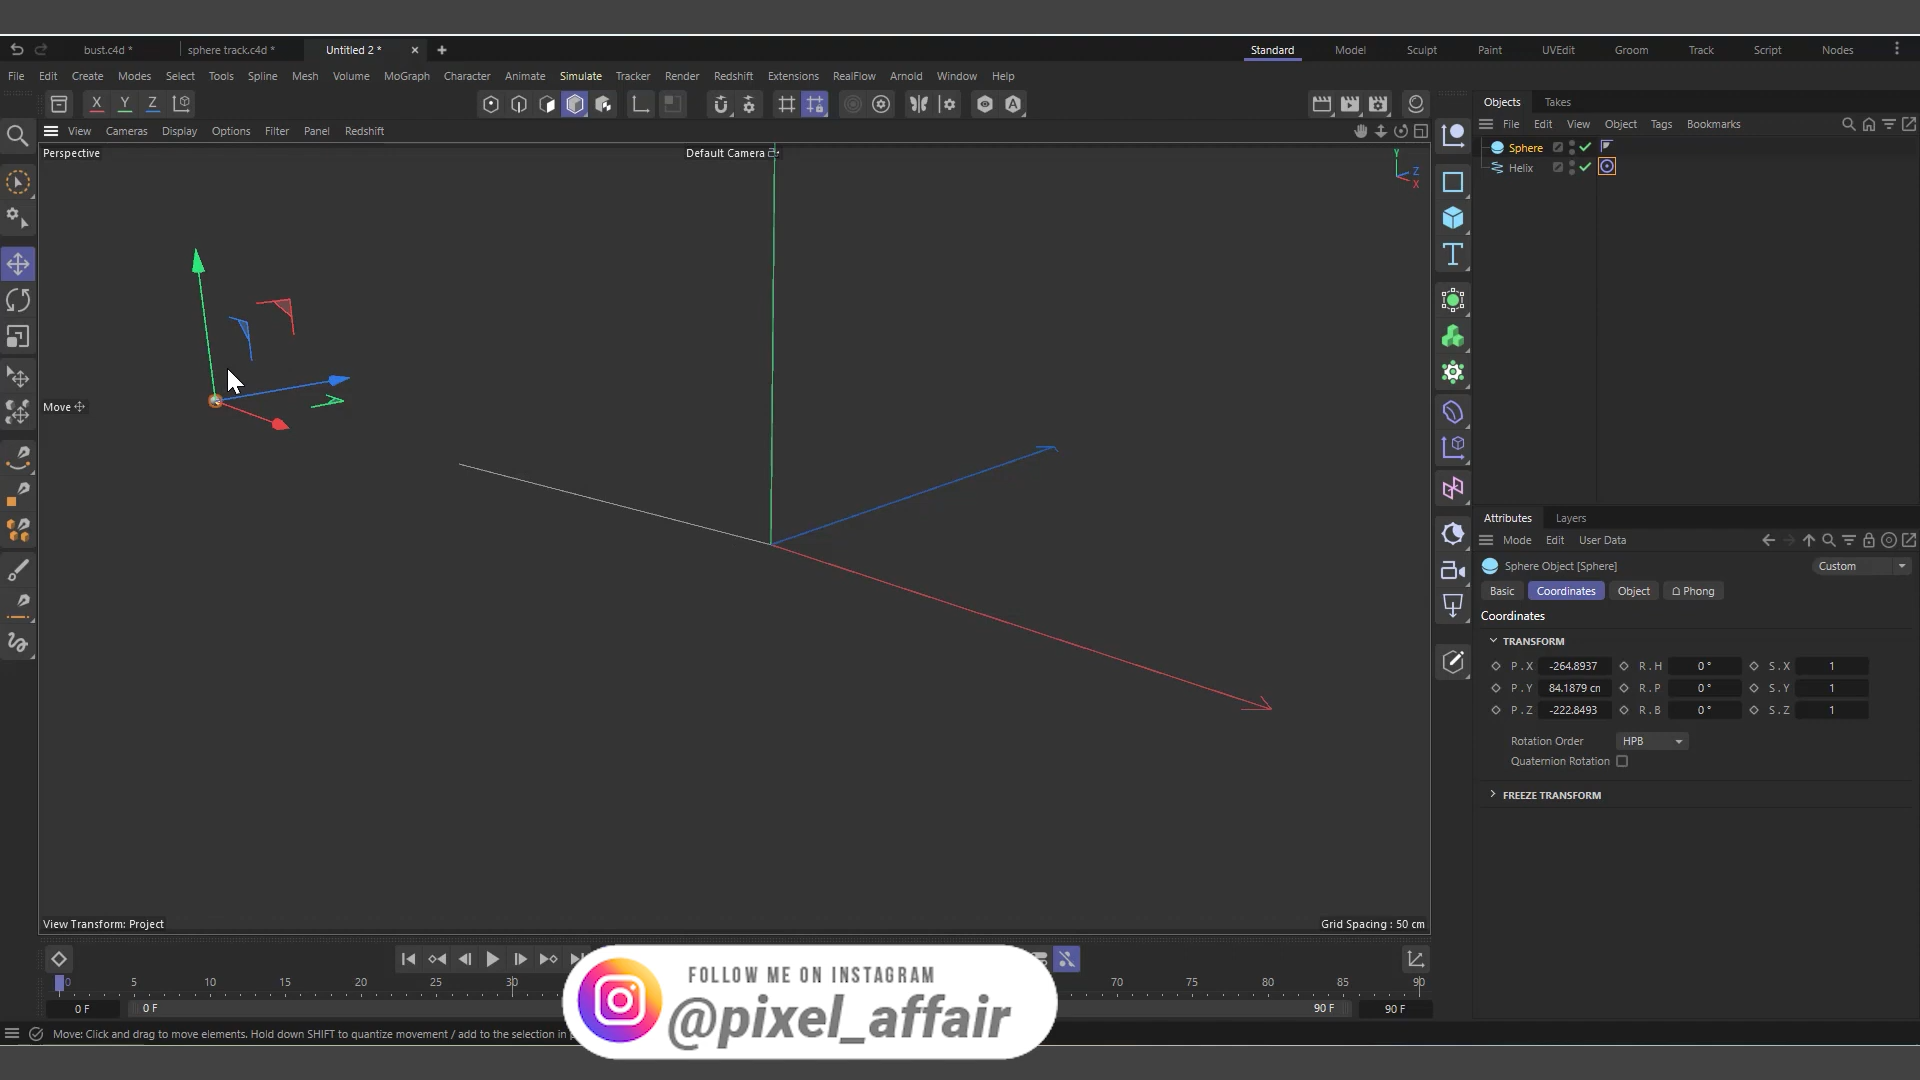 bust.c4d *
sphere track.c4d *
Untitled 2 *
Standard
Model
Sculpt
Paint
UVEdit
Groom
Track
Script
Nodes
File Edit Create Modes Select Tools Spline Mesh Volume MoGraph Character Animate Simulate Tracker Render Redshift Extensions RealFlow Arnold Window Help
X Y Z
View Cameras Display Options Filter Panel Redshift
Perspective
Default Camera
Y
Z
X
Move
View Transform: Project
Grid Spacing : 50 cm
Objects Takes
File Edit View Object Tags Bookmarks
Sphere
Helix
Attributes Layers
Mode Edit User Data
Sphere Object [Sphere]
Custom
Basic Coordinates Object Phong
Coordinates
TRANSFORM
P . X -264.8937 R . H 0 ° S . X 1
P . Y 84.1879 cn R . P 0 ° S . Y 1
P . Z -222.8493 R . B 0 ° S . Z 1
Rotation Order HPB
Quaternion Rotation
FREEZE TRANSFORM
0 5 10 15 20 25 30 70 75 80 85 90
0 F 0 F 90 F 90 F
Move: Click and drag to move elements. Hold down SHIFT to quantize movement / add to the selection in
FOLLOW ME ON INSTAGRAM
@pixel_affair